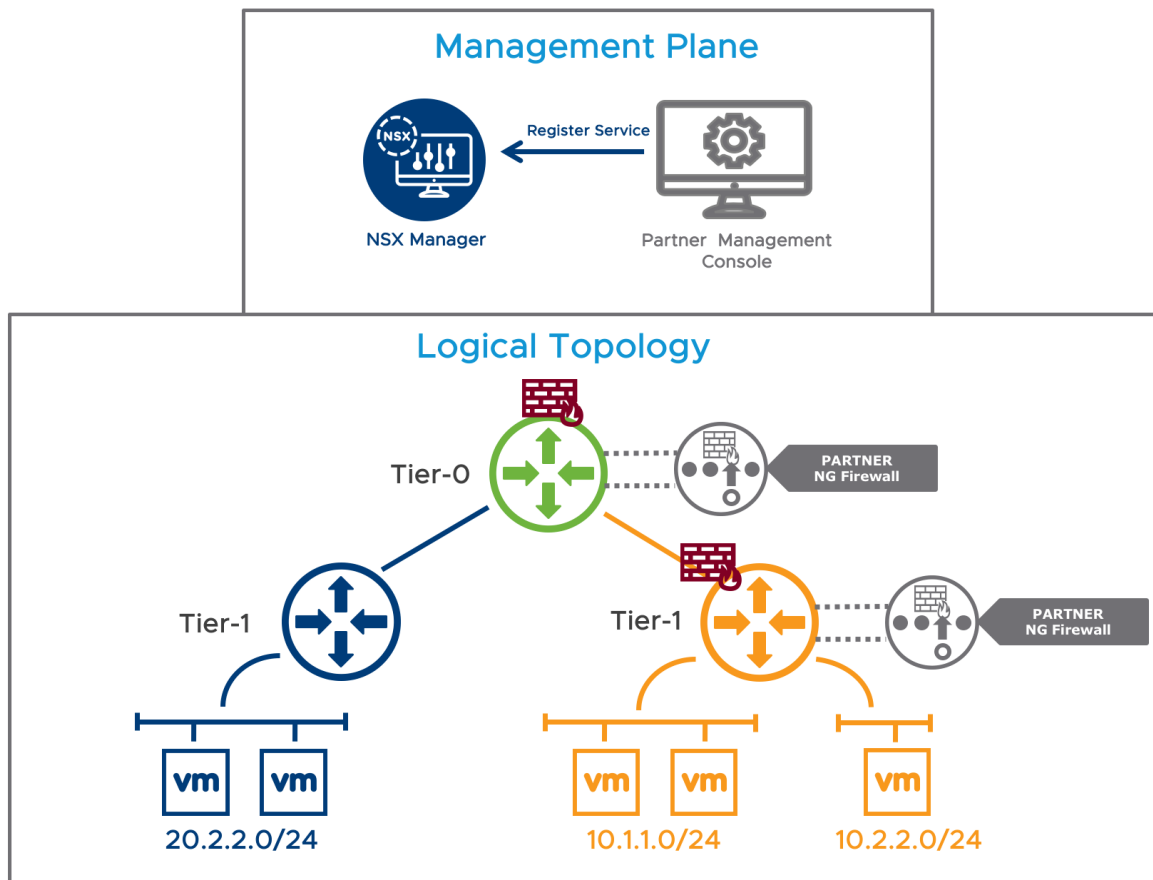 Management Plane
NSX
Register Service
NSX Manager
Partner Management
Console
Logical Topology
Tier-0
PARTNER
NG Firewall
Tier-1
Tier-1
PARTNER
NG Firewall
vm
vm
vm
vm
vm
20.2.2.0/24
10.1.1.0/24
10.2.2.0/24